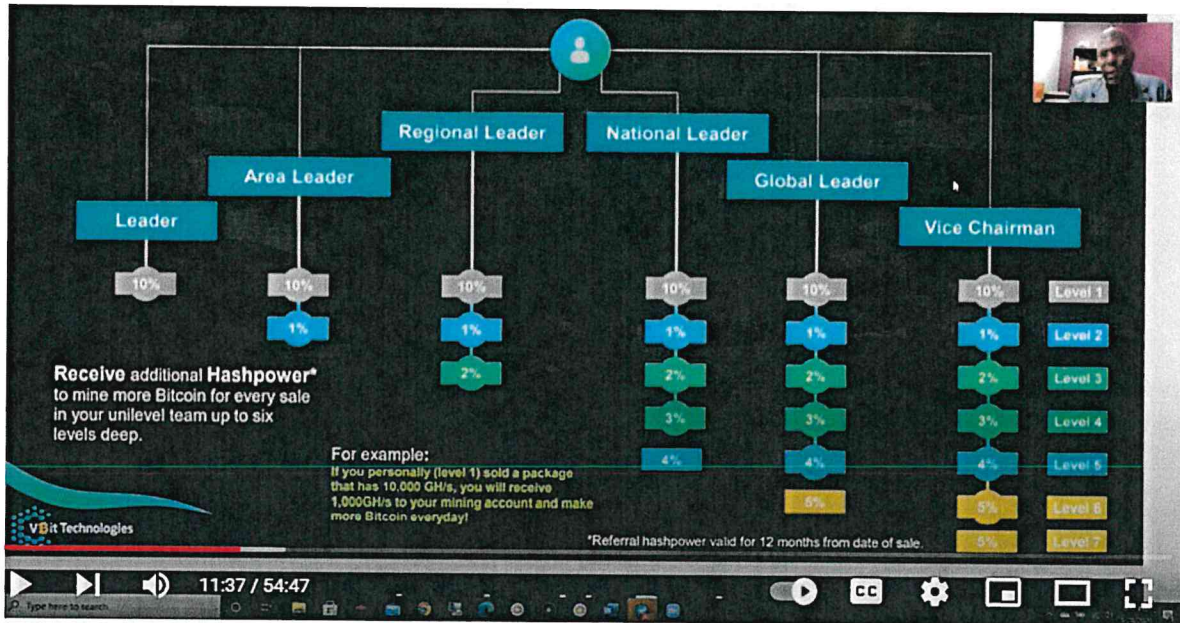 Regional Leader
National Leader
Area Leader
Global Leader
Leader
Vice Chairman
10% 10% 10% 10% 10% 10% Level 1
1% 1% 1% 1% 1% Level 2
2% 2% 2% 2% Level 3
3% 3% 3% Level 4
4% 4% 4% Level 5
5% Level 6
5% Level 7
Receive additional Hashpower*
to mine more Bitcoin for every sale
in your unilevel team up to six
levels deep.
For example:
If you personally (level 1) sold a package
that has 10,000 GH/s, you will receive
1,000GH/s to your mining account and make
more Bitcoin everyday!
VBit Technologies
*Referral hashpower valid for 12 months from date of sale.
11:37 / 54:47
CC
Type here to search